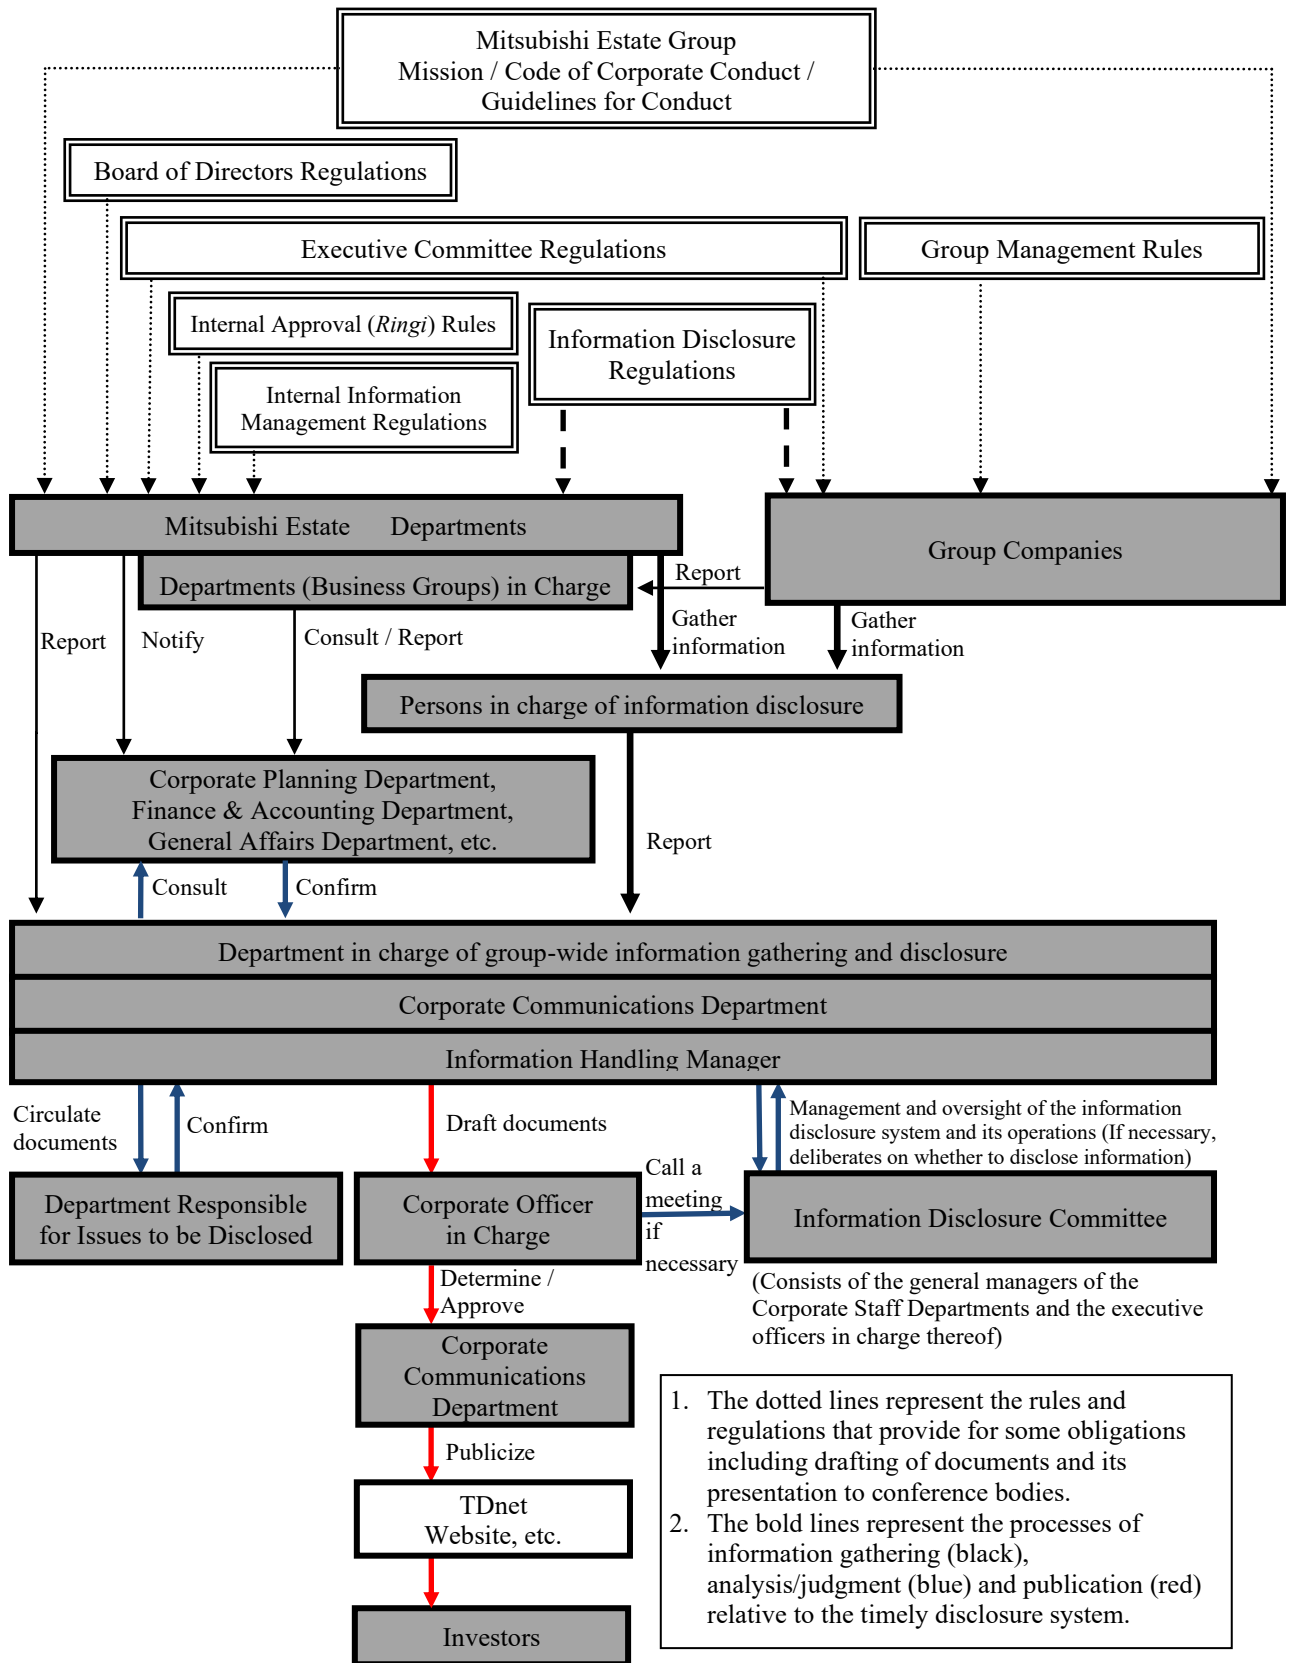 Mitsubishi Estate Group
Mission / Code of Corporate Conduct /
Guidelines for Conduct
Board of Directors Regulations
Executive Committee Regulations
Group Management Rules
Internal Approval (Ringi) Rules
Information Disclosure
Regulations
Internal Information
Management Regulations
Mitsubishi Estate Departments
Group Companies
Departments (Business Groups) in Charge
Report
Report
Notify
Consult / Report
Gather
information
Gather
information
Persons in charge of information disclosure
Corporate Planning Department,
Finance & Accounting Department,
General Affairs Department, etc.
Report
Consult
Confirm
Department in charge of group-wide information gathering and disclosure
Corporate Communications Department
Information Handling Manager
Circulate
documents
Confirm
Draft documents
Management and oversight of the information
disclosure system and its operations (If necessary,
deliberates on whether to disclose information)
Department Responsible
for Issues to be Disclosed
Corporate Officer
in Charge
Call a
meeting
if
necessary
Information Disclosure Committee
(Consists of the general managers of the
Corporate Staff Departments and the executive
officers in charge thereof)
Determine /
Approve
Corporate
Communications
Department
Publicize
TDnet
Website, etc.
Investors
1. The dotted lines represent the rules and
regulations that provide for some obligations
including drafting of documents and its
presentation to conference bodies.
2. The bold lines represent the processes of
information gathering (black),
analysis/judgment (blue) and publication (red)
relative to the timely disclosure system.